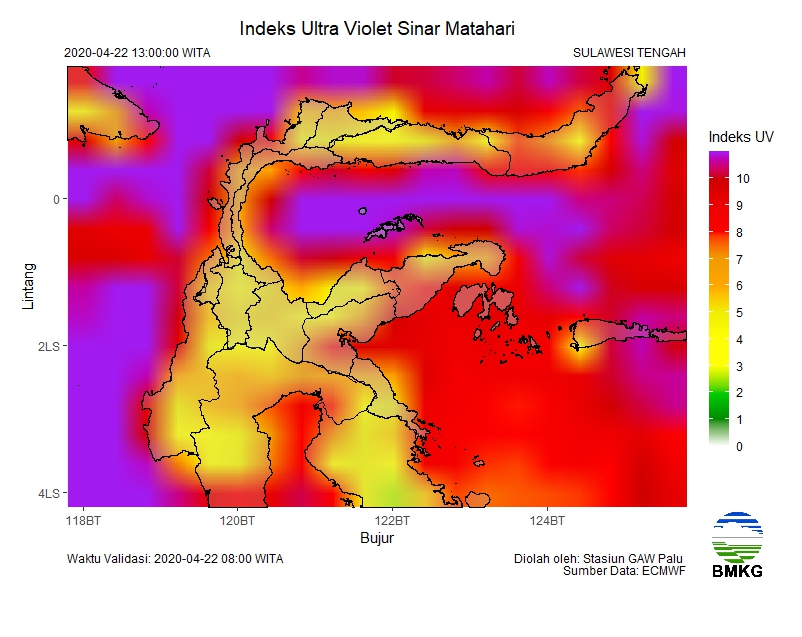 Indeks Ultra Violet Sinar Matahari
2020-04-22 13:00:00 WITA
SULAWESI TENGAH
Indeks UV
10
9
8
7
6
5
4
3
2
1
0
Lintang
0
2LS
4LS
118BT
120BT
122BT
124BT
Bujur
Waktu Validasi: 2020-04-22 08:00 WITA
Diolah oleh: Stasiun GAW Palu
Sumber Data: ECMWF
BMKG